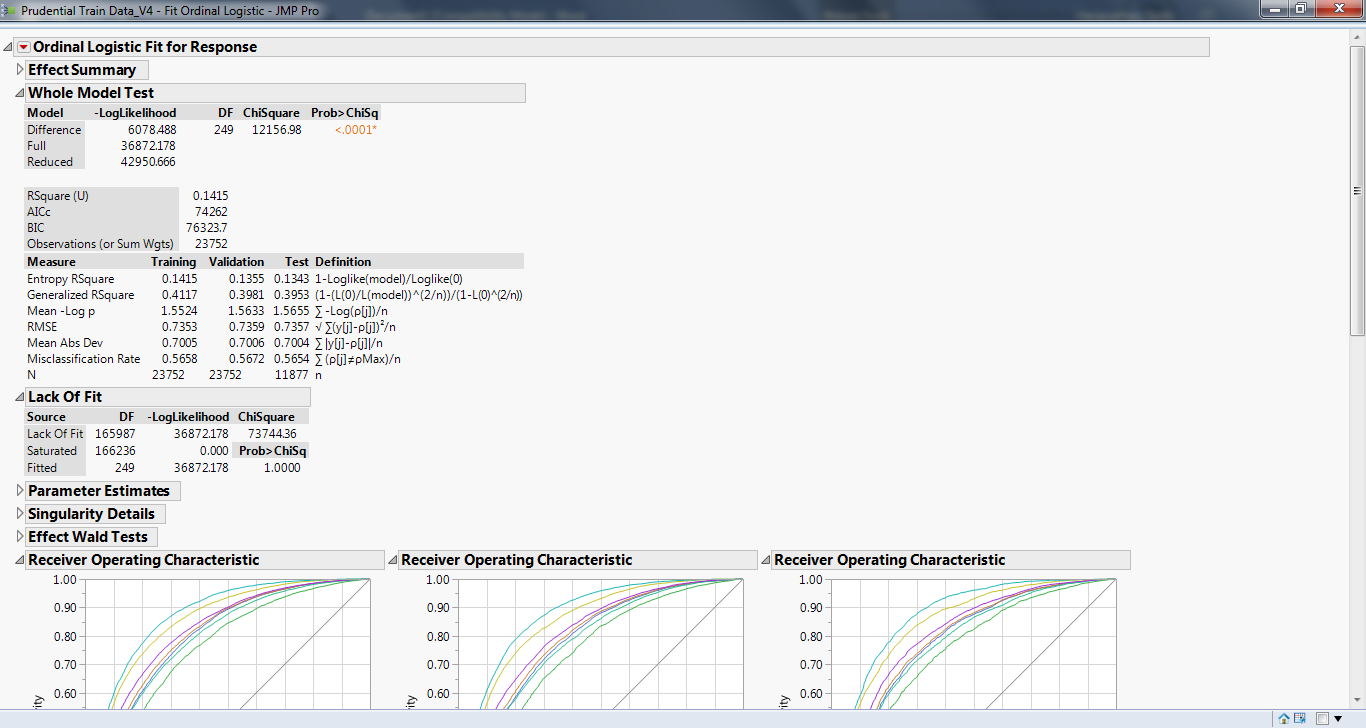 Prudential Train Data_V4 - Fit Ordinal Logistic - JMP Pro
Ordinal Logistic Fit for Response
Effect Summary
Whole Model Test
Model -LogLikelihood DF ChiSquare Prob>ChiSq
Difference 6078.488 249 12156.98 <.0001*
Full 36872.178
Reduced 42950.666
RSquare (U) 0.1415
AICc 74262
BIC 76323.7
Observations (or Sum Wgts) 23752
Measure Training Validation Test Definition
Entropy RSquare 0.1415 0.1355 0.1343 1-Loglike(model)/Loglike(0)
Generalized RSquare 0.4117 0.3981 0.3953 (1-(L(0)/L(model))^(2/n))/(1-L(0)^(2/n))
Mean -Log p 1.5524 1.5633 1.5655 ∑ -Log(ρ[j])/n
RMSE 0.7353 0.7359 0.7357 √ ∑(y[j]-ρ[j])²/n
Mean Abs Dev 0.7005 0.7006 0.7004 ∑ |y[j]-ρ[j]|/n
Misclassification Rate 0.5658 0.5672 0.5654 ∑ (ρ[j]≠ρMax)/n
N 23752 23752 11877 n
Lack Of Fit
Source DF -LogLikelihood ChiSquare
Lack Of Fit 165987 36872.178 73744.36
Saturated 166236 0.000 Prob>ChiSq
Fitted 249 36872.178 1.0000
Parameter Estimates
Singularity Details
Effect Wald Tests
Receiver Operating Characteristic Receiver Operating Characteristic Receiver Operating Characteristic
1.00 1.00 1.00
0.90 0.90 0.90
0.80 0.80 0.80
0.70 0.70 0.70
0.60 0.60 0.60